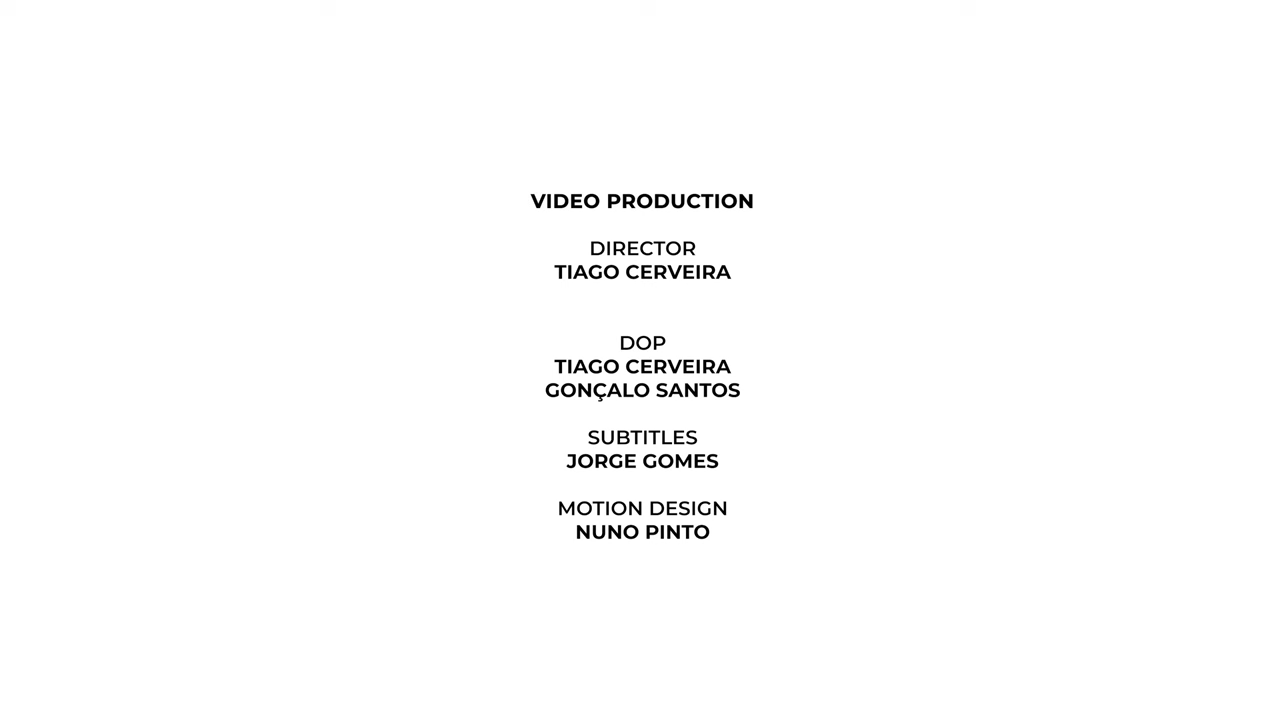 VIDEO PRODUCTION
DIRECTOR
TIAGO CERVEIRA
DOP
TIAGO CERVEIRA
GONÇALO SANTOS
SUBTITLES
JORGE GOMES
MOTION DESIGN
NUNO PINTO